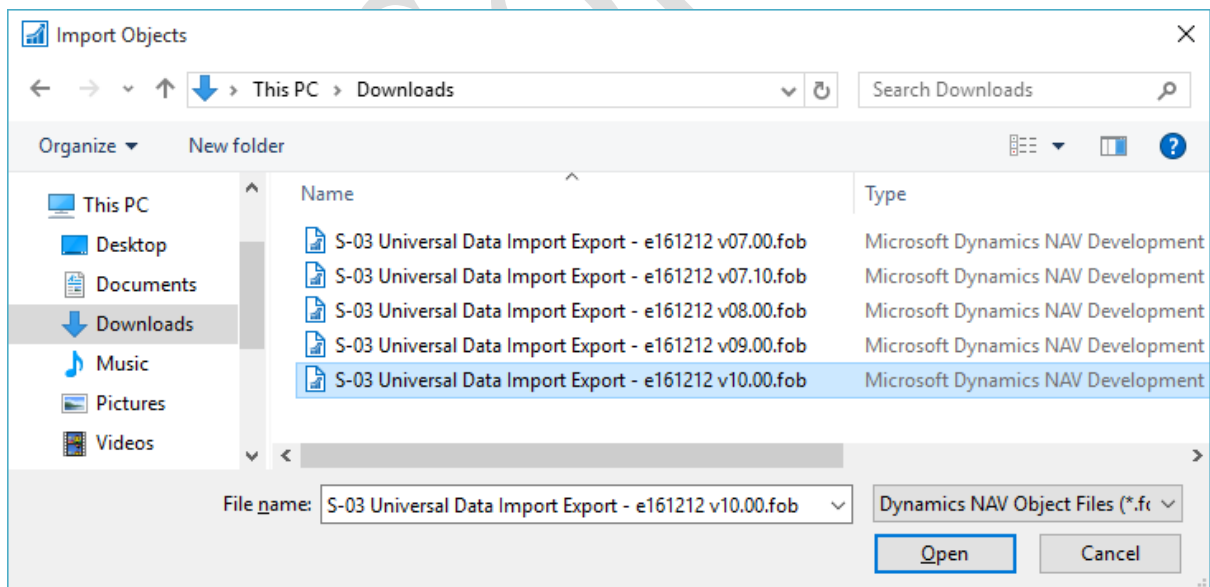 Import Objects
This PC > Downloads
Search Downloads
Organize
New folder
This PC
Desktop
Documents
Downloads
Music
Pictures
Videos
Name
Type
S-03 Universal Data Import Export - e161212 v07.00.fob
Microsoft Dynamics NAV Development
S-03 Universal Data Import Export - e161212 v07.10.fob
Microsoft Dynamics NAV Development
S-03 Universal Data Import Export - e161212 v08.00.fob
Microsoft Dynamics NAV Development
S-03 Universal Data Import Export - e161212 v09.00.fob
Microsoft Dynamics NAV Development
S-03 Universal Data Import Export - e161212 v10.00.fob
Microsoft Dynamics NAV Development
File name:
S-03 Universal Data Import Export - e161212 v10.00.fob
Dynamics NAV Object Files (*.fo
Open
Cancel